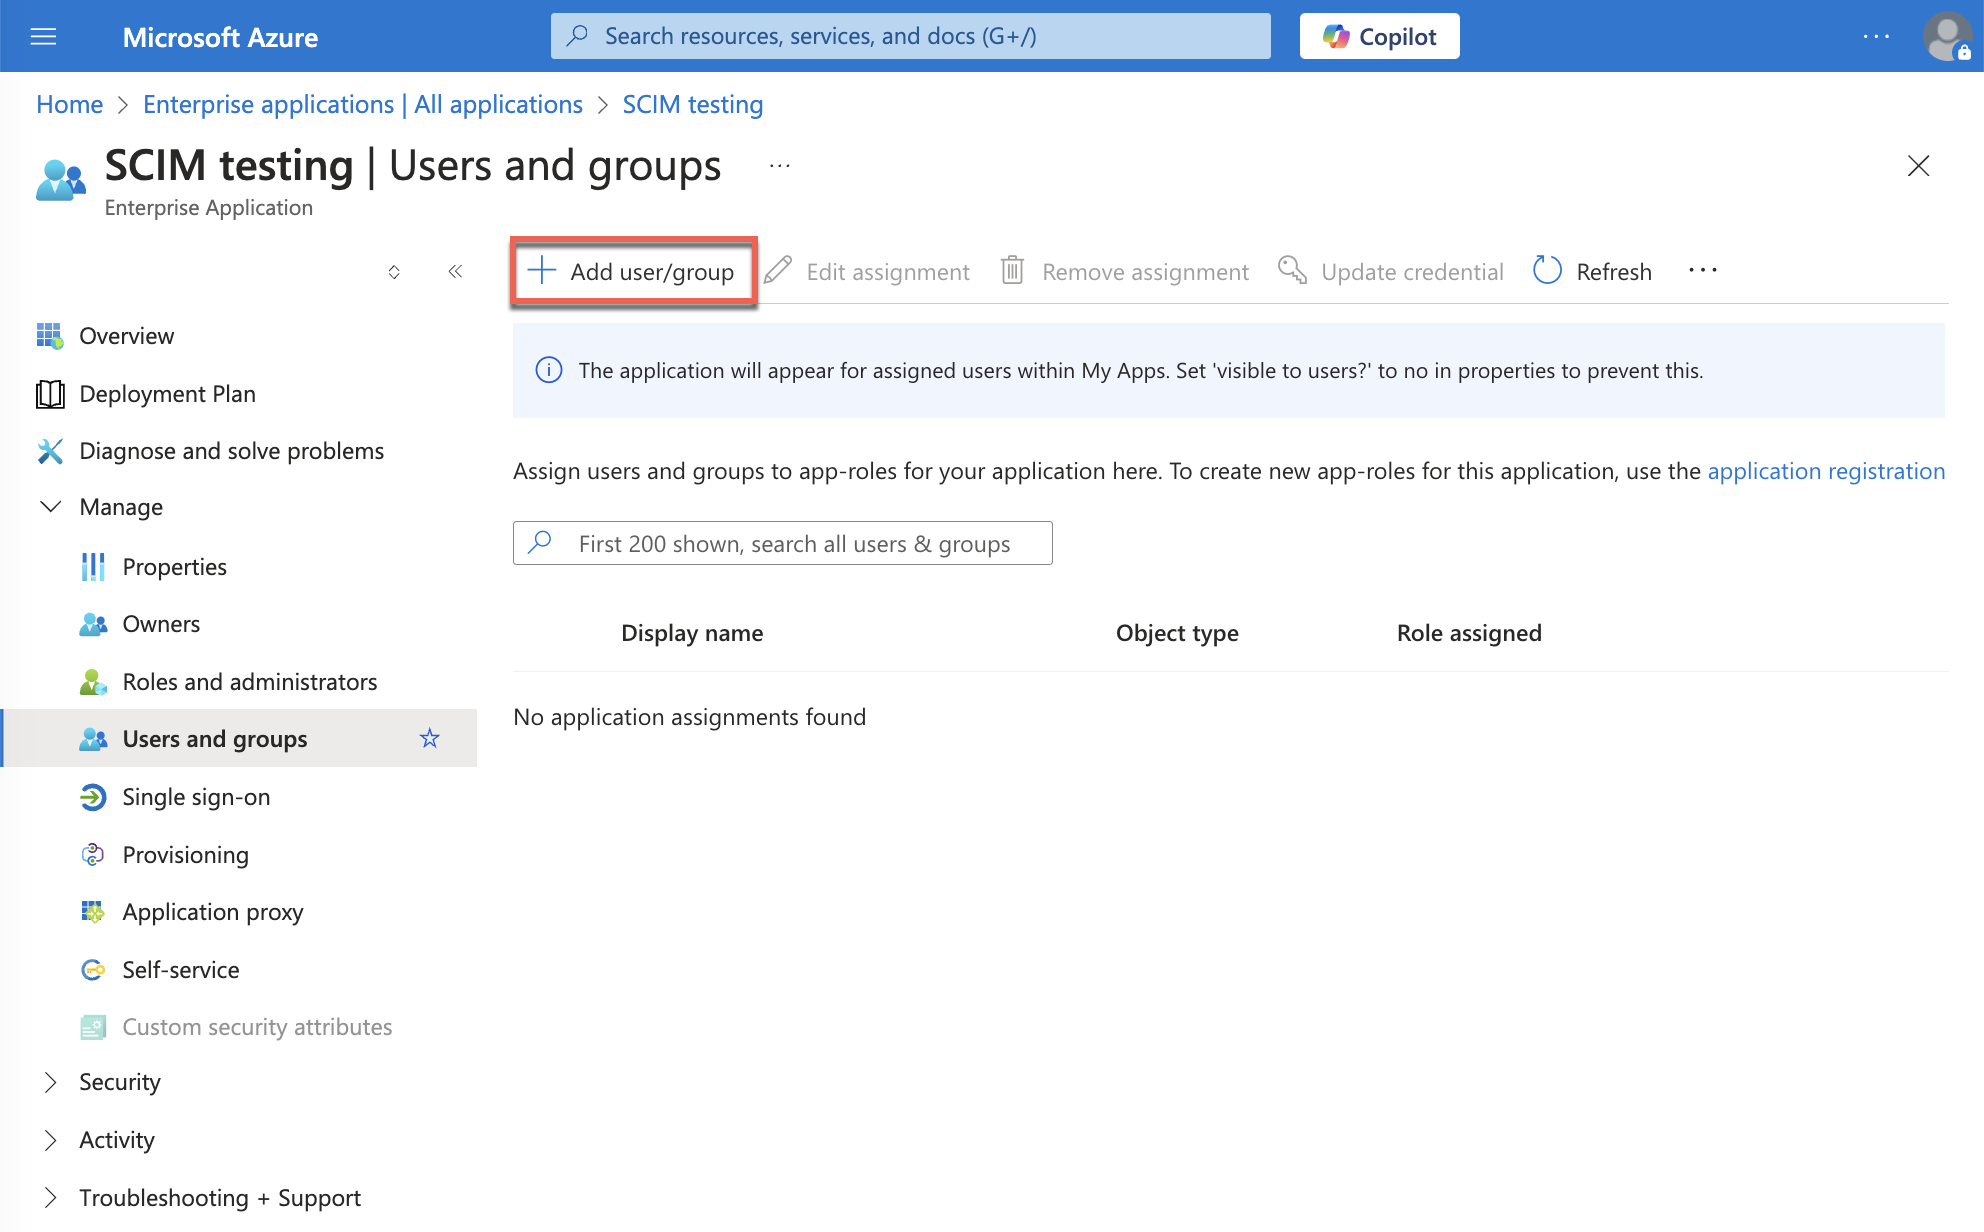 Microsoft Azure
Search resources, services, and docs (G+/)
Copilot
Home > Enterprise applications | All applications > SCIM testing
SCIM testing | Users and groups
Enterprise Application
Add user/group
Edit assignment
Remove assignment
Update credential
Refresh
Overview
Deployment Plan
Diagnose and solve problems
Manage
Properties
Owners
Roles and administrators
Users and groups
Single sign-on
Provisioning
Application proxy
Self-service
Custom security attributes
Security
Activity
Troubleshooting + Support
The application will appear for assigned users within My Apps. Set 'visible to users?' to no in properties to prevent this.
Assign users and groups to app-roles for your application here. To create new app-roles for this application, use the application registration
First 200 shown, search all users & groups
Display name
Object type
Role assigned
No application assignments found